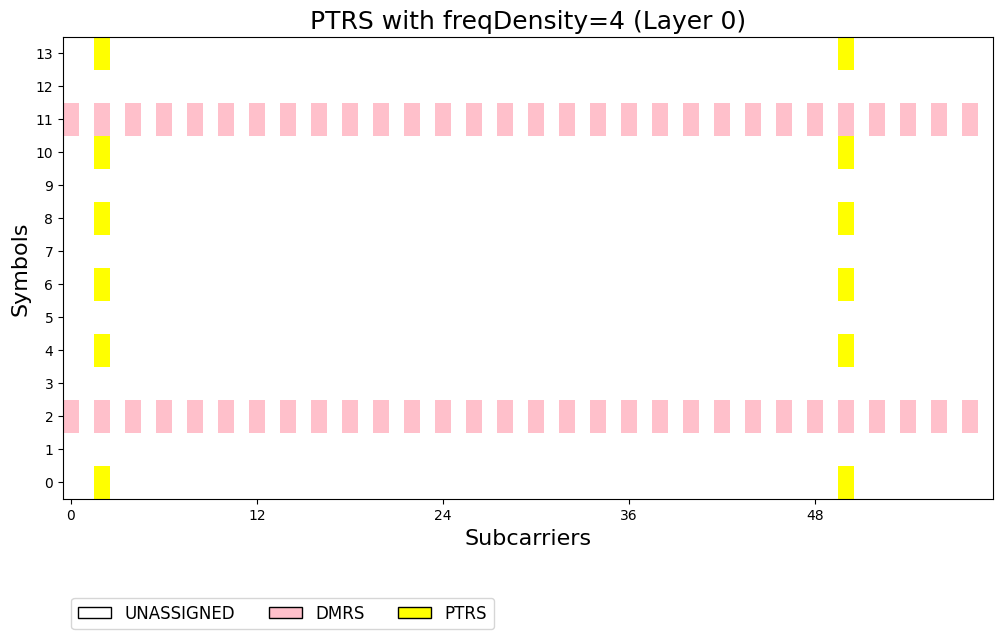 PTRS with freqDensity=4 (Layer 0)
13
12
11
10
9
8
7
6
5
4
3
2
1
0
Symbols
0 12 24 36 48
Subcarriers
UNASSIGNED DMRS PTRS